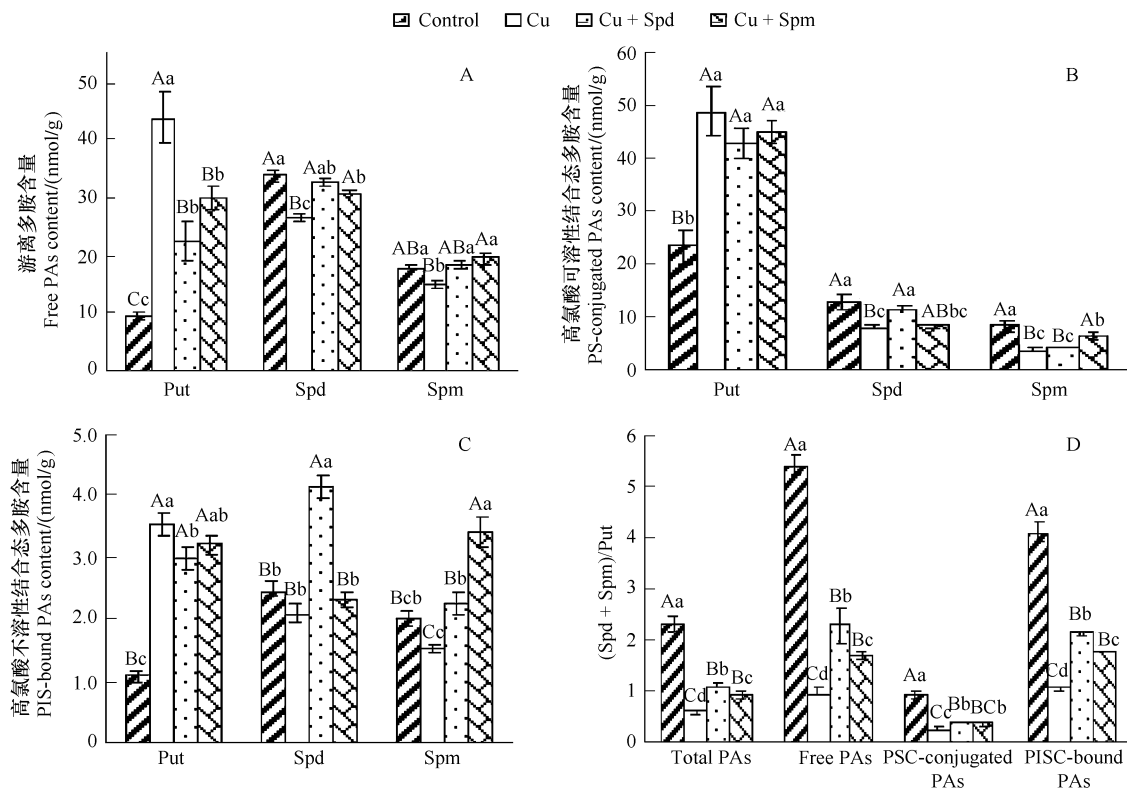 Control Cu Cu + Spd Cu + Spm
A
游离多胺含量
Free PAs content/(nmol/g)
50
40
30
20
10
0
Cc Aa Bb Bb
Aa Bc Aab Ab
ABa Bb ABa Aa
Put Spd Spm
B
高氯酸可溶性结合态多胺含量
PS-conjugated PAs content/(nmol/g)
60
50
40
30
20
10
0
Bb Aa Aa Aa
Aa Bc Aa ABbc
Aa Bc Bc Ab
Put Spd Spm
C
高氯酸不溶性结合态多胺含量
PIS-bound PAs content/(nmol/g)
5.0
4.0
3.0
2.0
1.0
0
Bc Aa Ab Aab
Bb Bb Aa Bb
Bcb Cc Bb Aa
Put Spd Spm
D
(Spd + Spm)/Put
6
5
4
3
2
1
0
Aa Cd Bb Bc
Aa Cd Bb Bc
Aa Cc Bb BCb
Aa Cd Bb Bc
Total PAs Free PAs PSC-conjugated PISC-bound
PAs PAs